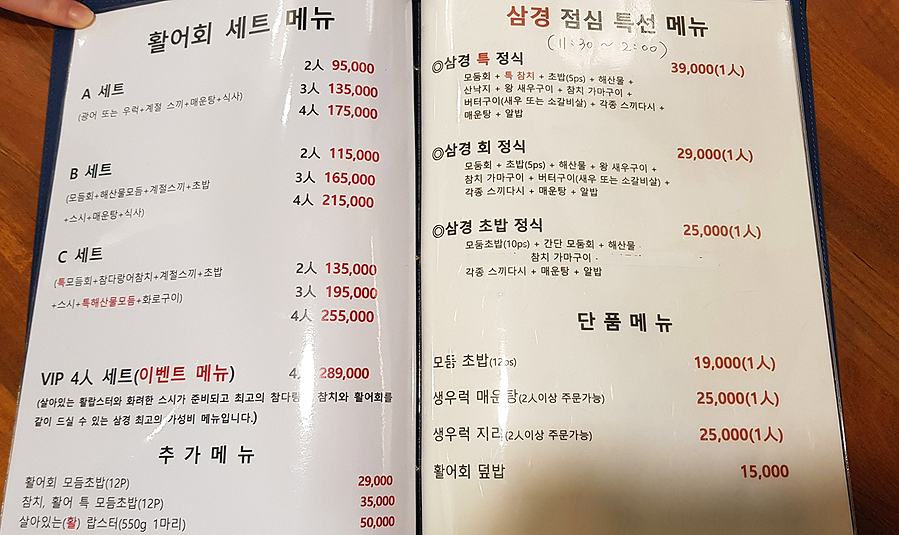 활어회 세트 메뉴
A 세트
(광어 또는 우럭+계절 스끼+매운탕+식사)
2人 95,000
3人 135,000
4人 175,000
B 세트
(모둠회+해산물모듬+계절스끼+초밥
+스시+매운탕+식사)
2人 115,000
3人 165,000
4人 215,000
C 세트
(특모듬회+참다랑어참치+계절스끼+초밥
+스시+특해산물모듬+화로구이)
2人 135,000
3人 195,000
4人 255,000
VIP 4人 세트(이벤트 메뉴) 4人 289,000
(살아있는 활랍스터와 화려한 스시가 준비되고 최고의 참다랑 참치와 활어회를
같이 드실 수 있는 삼경 최고의 가성비 메뉴입니다.)
추 가 메 뉴
활어회 모듬초밥(12P) 29,000
참치, 활어 특 모듬초밥(12P) 35,000
살아있는(활) 랍스터(550g 1마리) 50,000
삼경 점심 특선 메뉴
(11:30 ~ 2:00)
◎삼경 특 정식 39,000(1人)
모둠회 + 특 참치 + 초밥(5ps) + 해산물 +
산낙지 + 왕 새우구이 + 참치 가마구이 +
버터구이(새우 또는 소갈비살) + 각종 스끼다시 +
매운탕 + 알밥
◎삼경 회 정식 29,000(1人)
모둠회 + 초밥(5ps) + 해산물 + 왕 새우구이 +
참치 가마구이 + 버터구이(새우 또는 소갈비살) +
각종 스끼다시 + 매운탕 + 알밥
◎삼경 초밥 정식 25,000(1人)
모둠초밥(10ps) + 간단 모둠회 + 해산물
참치 가마구이
각종 스끼다시 + 매운탕 + 알밥
단 품 메 뉴
모둠 초밥(12ps) 19,000(1人)
생우럭 매운탕(2人이상 주문가능) 25,000(1人)
생우럭 지리(2人이상 주문가능) 25,000(1人)
활어회 덮밥 15,000